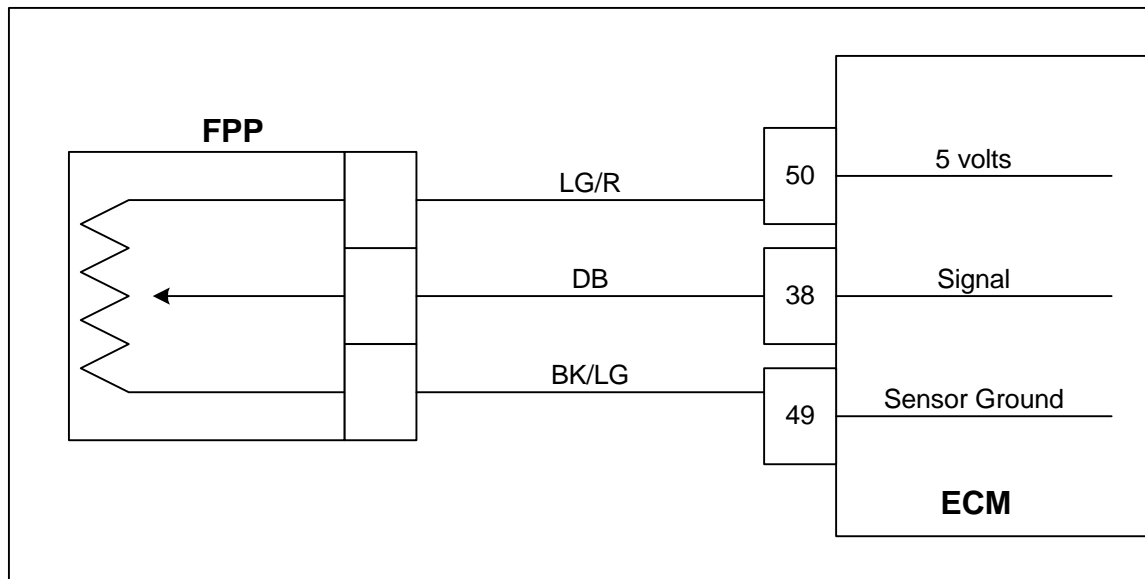 FPP
LG/R
50
5 volts
DB
38
Signal
BK/LG
49
Sensor Ground
ECM